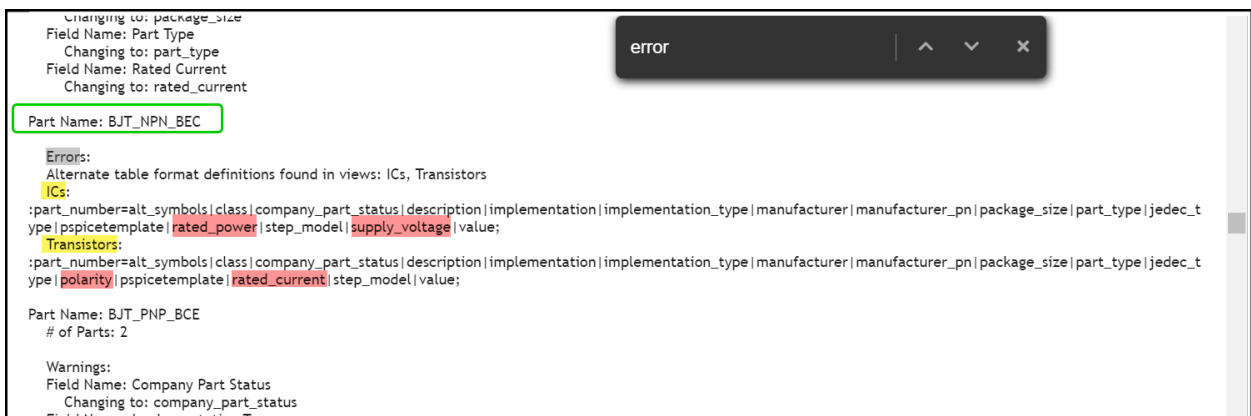 Changing to: package_size
Field Name: Part Type
Changing to: part_type
Field Name: Rated Current
Changing to: rated_current
error
Part Name: BJT_NPN_BEC
Errors:
Alternate table format definitions found in views: ICs, Transistors
ICs:
:part_number=alt_symbols|class|company_part_status|description|implementation|implementation_type|manufacturer|manufacturer_pn|package_size|part_type|jedec_t
ype|pspicetemplate|rated_power|step_model|supply_voltage|value;
Transistors:
:part_number=alt_symbols|class|company_part_status|description|implementation|implementation_type|manufacturer|manufacturer_pn|package_size|part_type|jedec_t
ype|polarity|pspicetemplate|rated_current|step_model|value;
Part Name: BJT_PNP_BCE
# of Parts: 2
Warnings:
Field Name: Company Part Status
Changing to: company_part_status